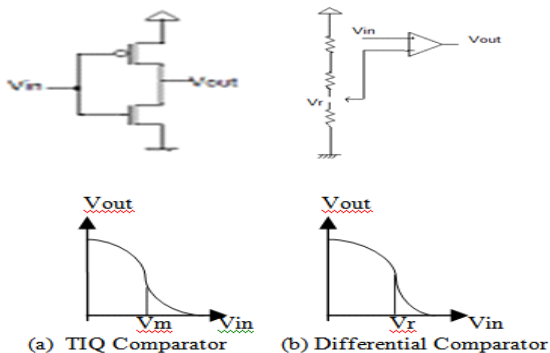 Vin
Vout
Vin
Vout
Vr
Vout
Vm
Vin
(a) TIQ Comparator
Vout
Vr
Vin
(b) Differential Comparator